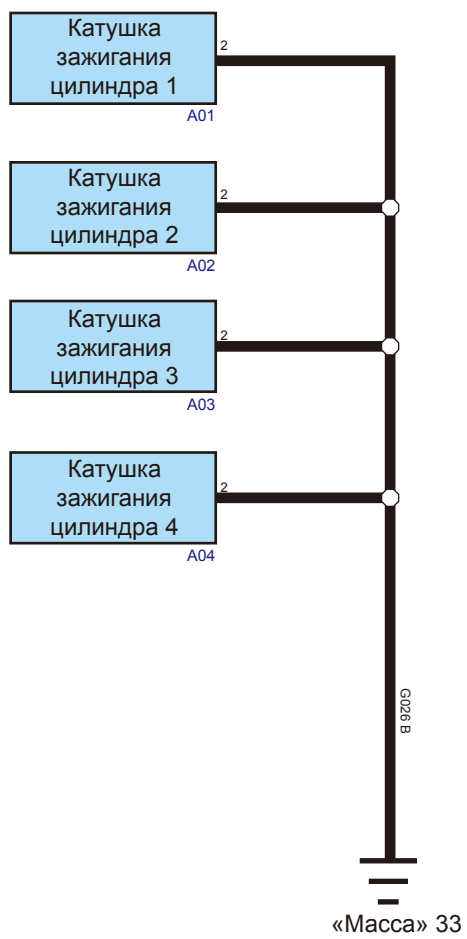 Катушка
зажигания
цилиндра 1
2
A01
Катушка
зажигания
цилиндра 2
2
A02
Катушка
зажигания
цилиндра 3
2
A03
Катушка
зажигания
цилиндра 4
2
A04
G026 B
«Масса» 33